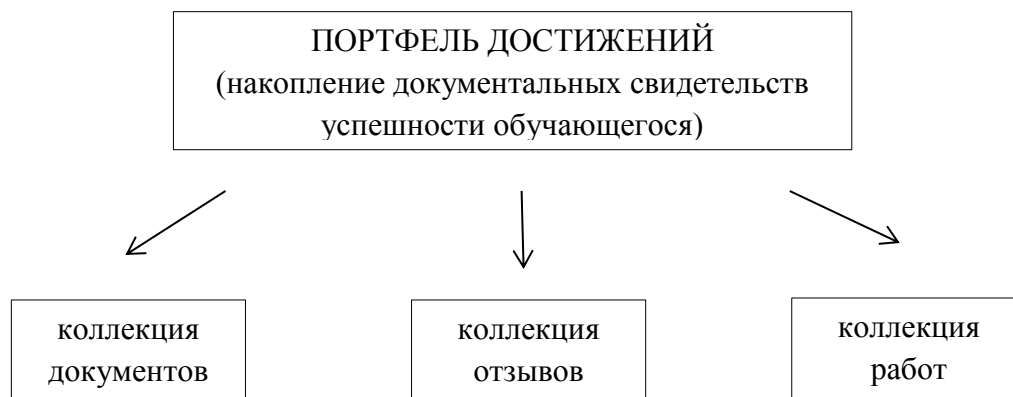 ПОРТФЕЛЬ ДОСТИЖЕНИЙ
(накопление документальных свидетельств
успешности обучающегося)
коллекция
документов
коллекция
отзывов
коллекция
работ